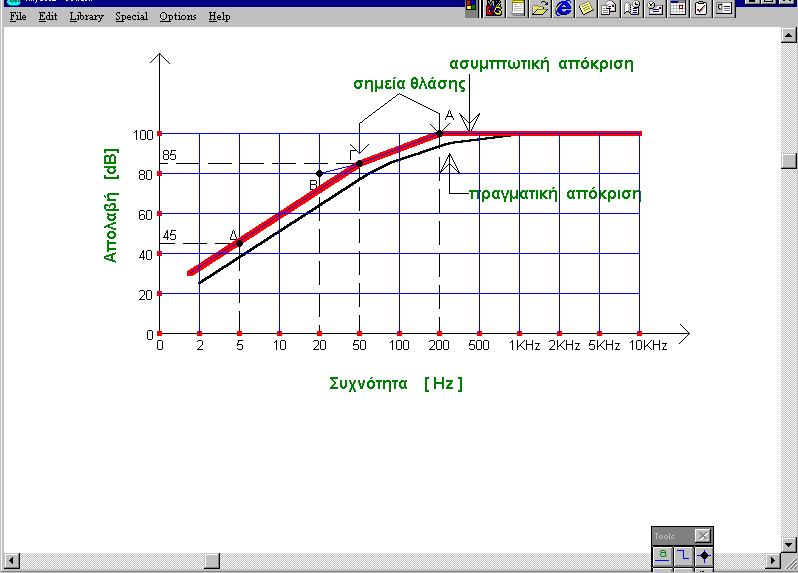 File Edit Library Special Options Help
ασυμπτωτική απόκριση
σημεία θλάσης
A
100
Γ
85
80
B
πραγματική απόκριση
Απολαβή [dB]
60
45
Δ
40
20
0
0 2 5 10 20 50 100 200 500 1KHz 2KHz 5KHz 10KHz
Συχνότητα [Hz]
Tools
a